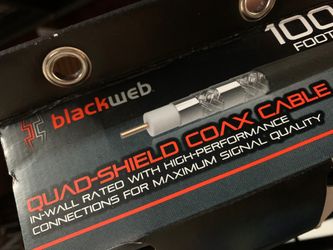 100
FOOT
blackweb
QUAD-SHIELD COAX CABLE
IN-WALL RATED WITH HIGH-PERFORMANCE
CONNECTIONS FOR MAXIMUM SIGNAL QUALITY